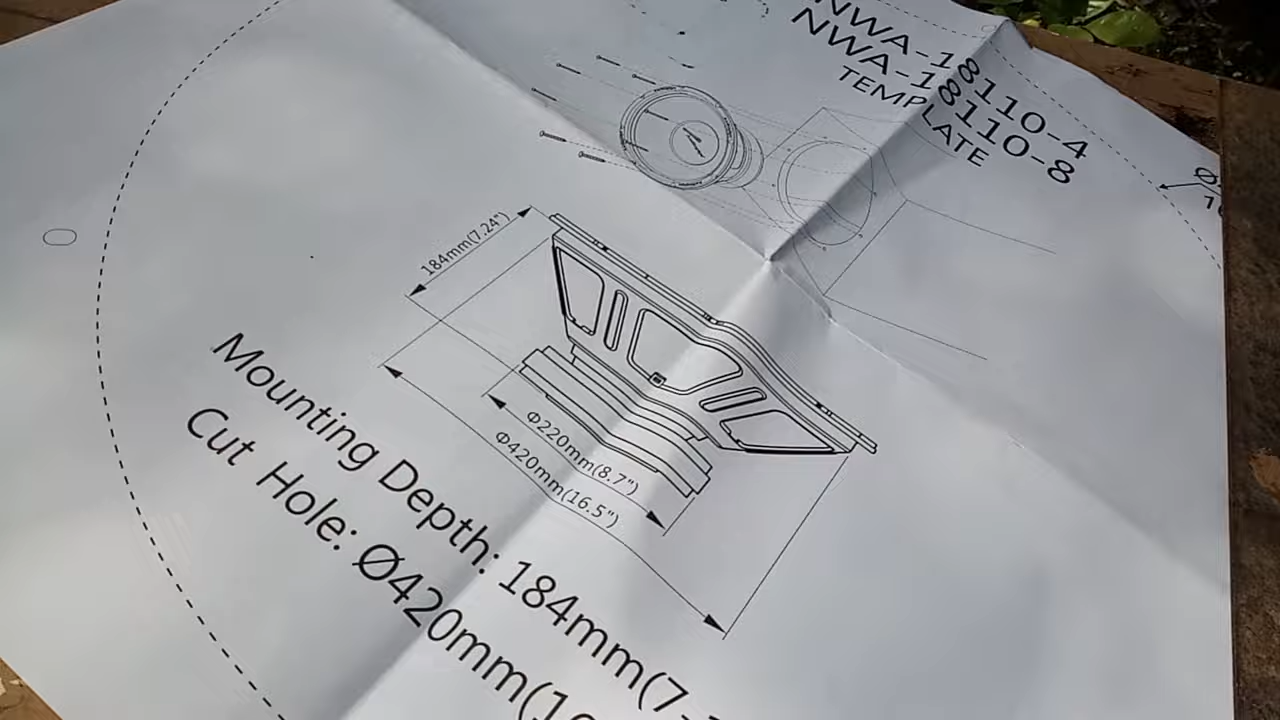 NWA-18110-4
NWA-18110-8
TEMPLATE
184mm(7.24")
Φ220mm(8.7")
Φ420mm(16.5")
Mounting Depth: 184mm(7.
Cut Hole: Ø420mm(1